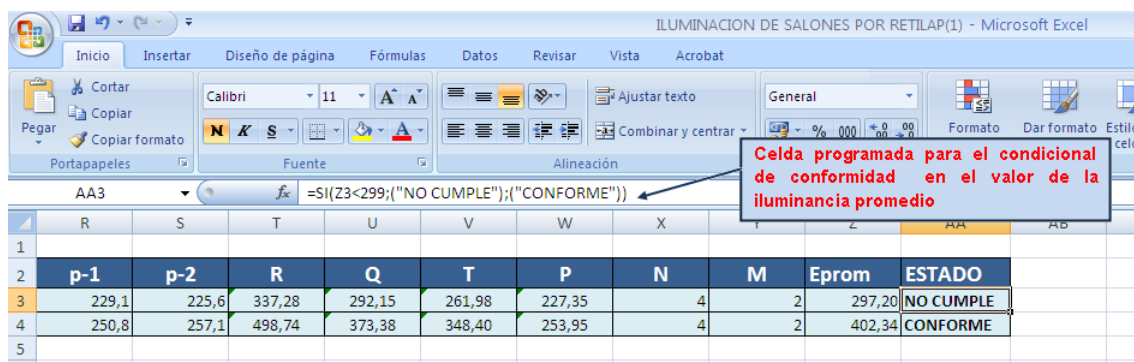 ILUMINACION DE SALONES POR RETILAP(1) - Microsoft Excel
Inicio Insertar Diseño de página Fórmulas Datos Revisar Vista Acrobat
Pegar
Cortar
Copiar
Copiar formato
Portapapeles
Calibri 11 A A
N K S A
Fuente
Ajustar texto
Combinar y centrar
Alineación
General
% 000
Formato
Dar formato
Celda programada para el condicional
de conformidad en el valor de la
iluminancia promedio
AA3 fx =SI(Z3<299;("NO CUMPLE");("CONFORME"))
R S T U V W X Y Z AA AB
1
2 p-1 p-2 R Q T P N M Eprom ESTADO
3 229,1 225,6 337,28 292,15 261,98 227,35 4 2 297,20 NO CUMPLE
4 250,8 257,1 498,74 373,38 348,40 253,95 4 2 402,34 CONFORME
5